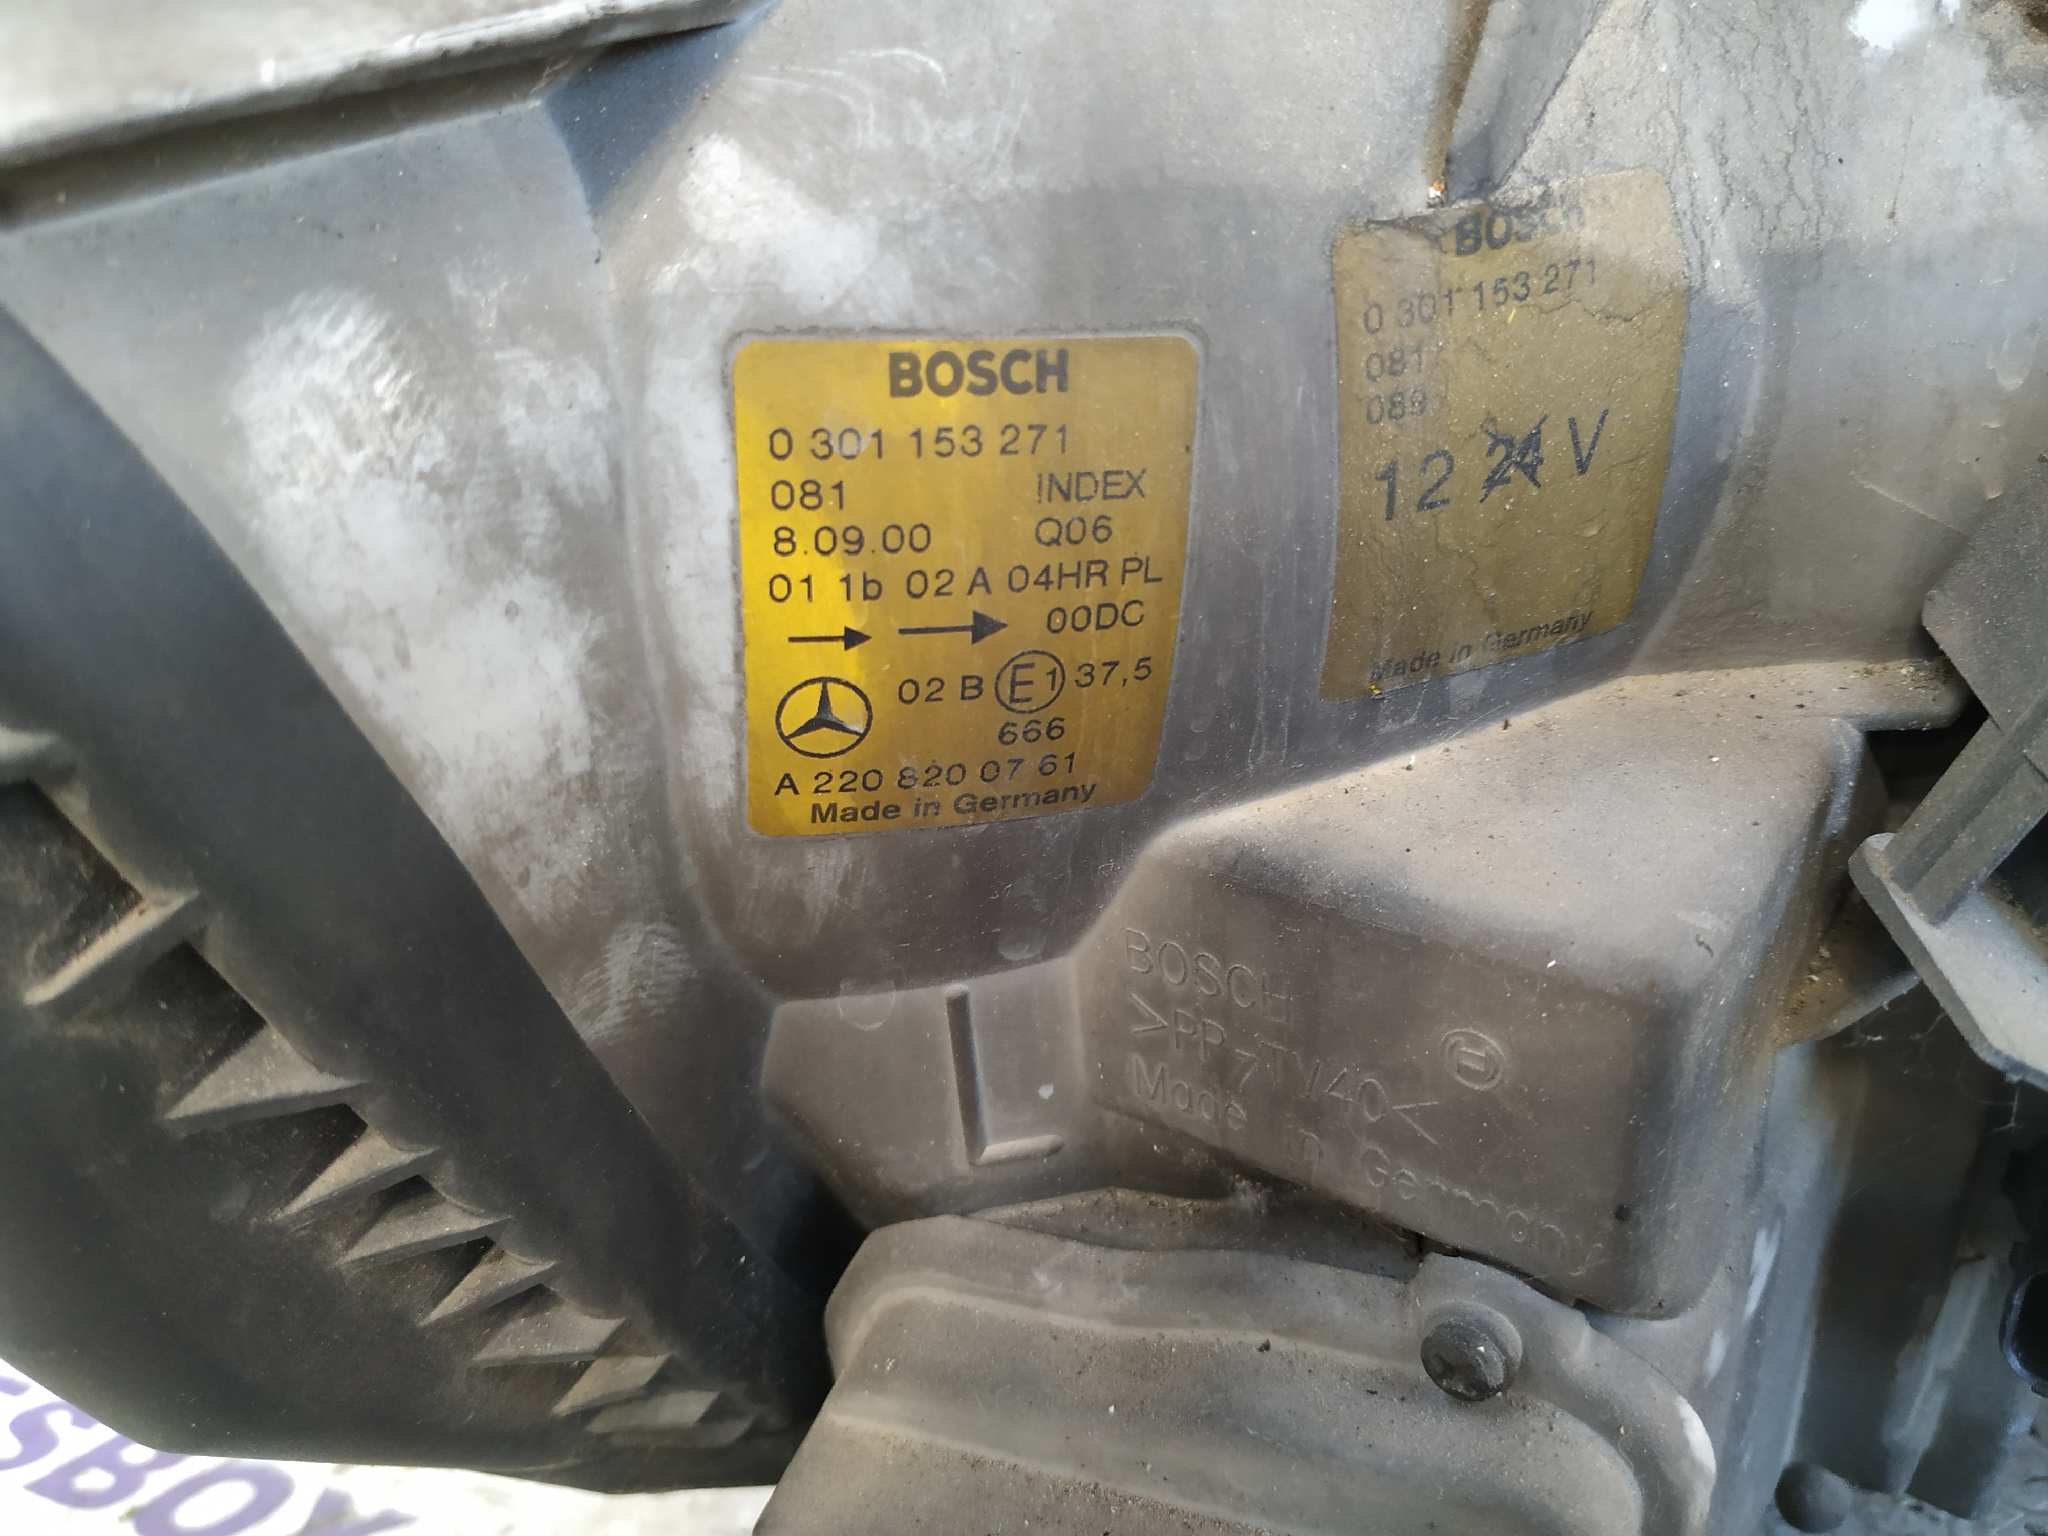 BOSCH
0 301 153 271
081 INDEX
8.09.00 Q06
01 1b 02 A 04HR PL
00DC
02 B E1 37,5
666
A 220 820 07 61
Made in Germany
BOSCH
0 301 153 271
081
089
12 24 V
Made in Germany
L
BOSCH
>PP 7TV40<
Made in Germany